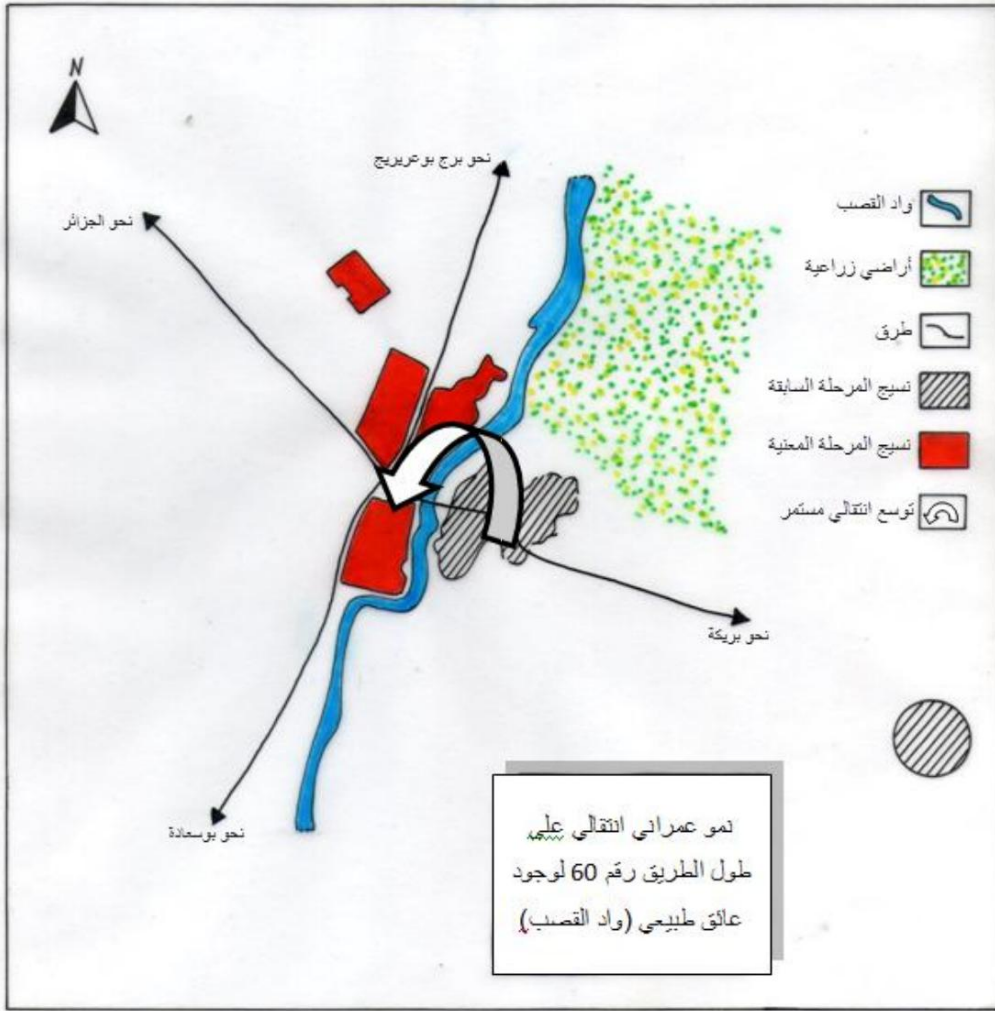 N
نحو برج بوعريريج
نحو الجزائر
واد القصب
أراضي زراعية
طرق
نسيج المرحلة السابقة
نسيج المرحلة المعنية
توسع انتقالي مستمر
نحو بريكة
نحو بوسعادة
نمو عمراني انتقالي على
طول الطريق رقم 60 لوجود
عائق طبيعي (واد القصب)